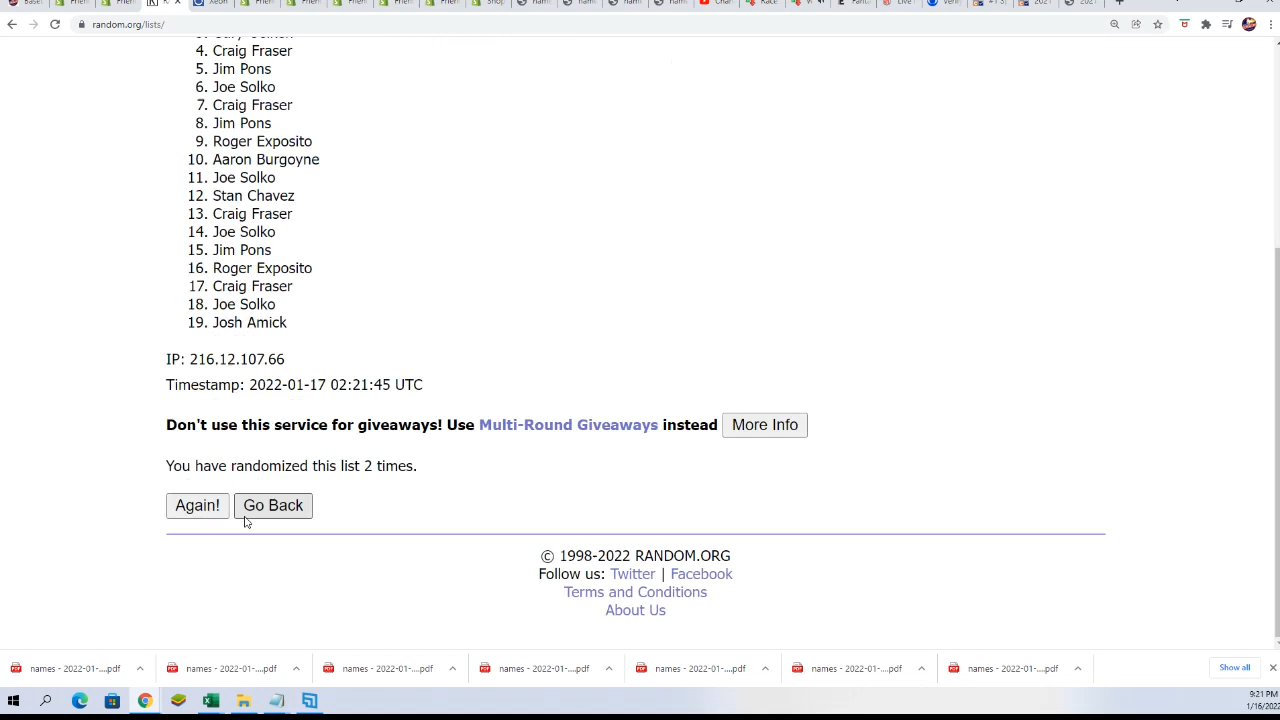 random.org/lists/
4. Craig Fraser
5. Jim Pons
6. Joe Solko
7. Craig Fraser
8. Jim Pons
9. Roger Exposito
10. Aaron Burgoyne
11. Joe Solko
12. Stan Chavez
13. Craig Fraser
14. Joe Solko
15. Jim Pons
16. Roger Exposito
17. Craig Fraser
18. Joe Solko
19. Josh Amick
IP: 216.12.107.66
Timestamp: 2022-01-17 02:21:45 UTC
Don't use this service for giveaways! Use Multi-Round Giveaways instead More Info
You have randomized this list 2 times.
Again! Go Back
© 1998-2022 RANDOM.ORG
Follow us: Twitter | Facebook
Terms and Conditions
About Us
names - 2022-01-....pdf names - 2022-01-....pdf names - 2022-01-....pdf names - 2022-01-....pdf names - 2022-01-....pdf names - 2022-01-....pdf names - 2022-01-....pdf Show all
9:21 PM
1/16/2022